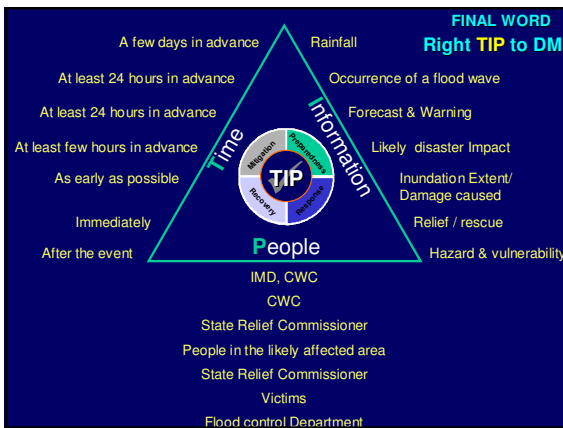 FINAL WORD
Right TIP to DM
A few days in advance
Rainfall
At least 24 hours in advance
Occurrence of a flood wave
At least 24 hours in advance
Forecast & Warning
At least few hours in advance
Likely disaster Impact
As early as possible
Inundation Extent/
Damage caused
Immediately
Relief / rescue
After the event
Hazard & vulnerability
Time
Information
People
Mitigation
Preparedness
TIP
Recovery
Response
IMD, CWC
CWC
State Relief Commissioner
People in the likely affected area
State Relief Commissioner
Victims
Flood control Department